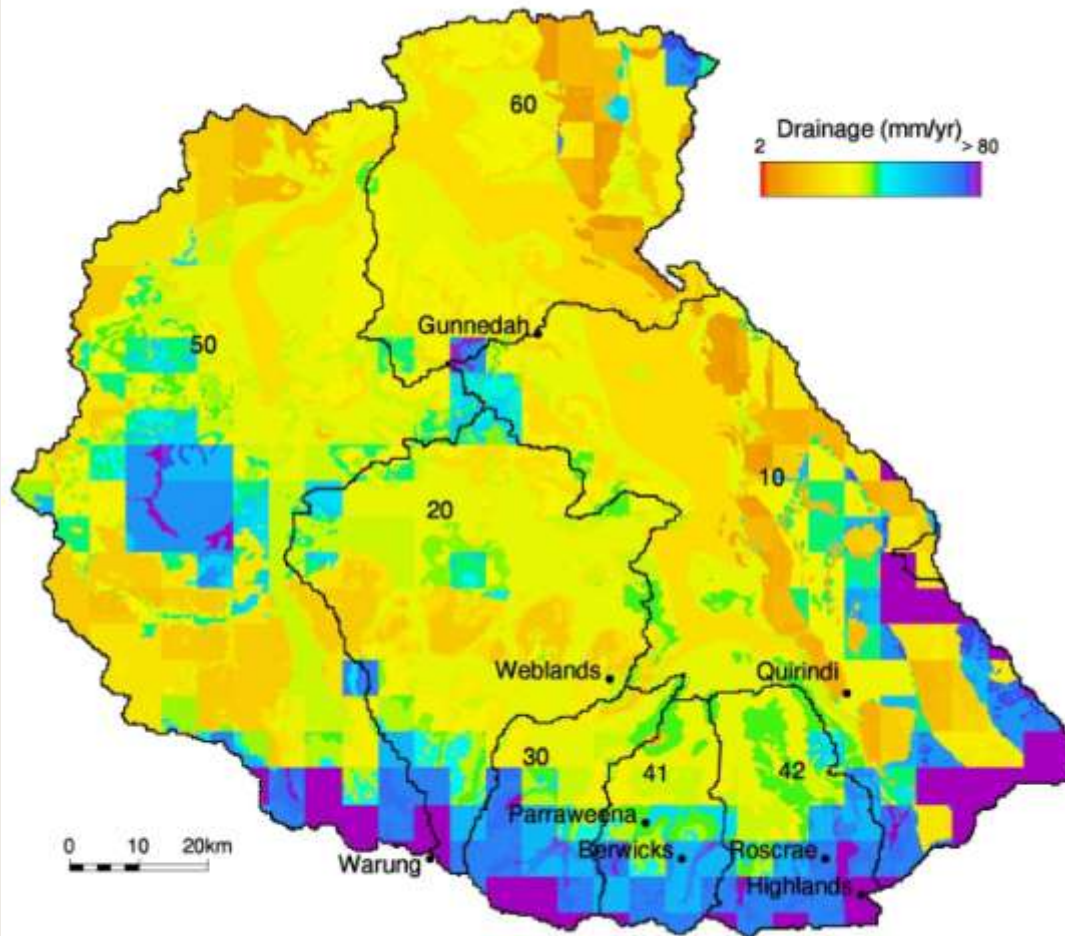 60
Drainage (mm/yr)
2 > 80
Gunnedah
50
10
20
Weblands
Quirindi
30
41
42
Parraweena
0 10 20km
Warung
Berwicks
Roscrae
Highlands